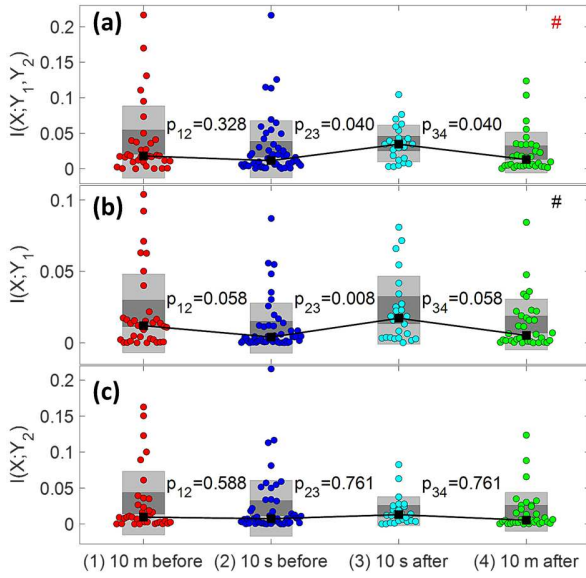 (a)
#
0.2
0.15
0.1
0.05
0
I(X;Y1,Y2)
p12=0.328
p23=0.040
p34=0.040
(b)
#
0.1
0.05
0
I(X;Y1)
p12=0.058
p23=0.008
p34=0.058
(c)
0.2
0.15
0.1
0.05
0
I(X;Y2)
p12=0.588
p23=0.761
p34=0.761
(1) 10 m before (2) 10 s before (3) 10 s after (4) 10 m after